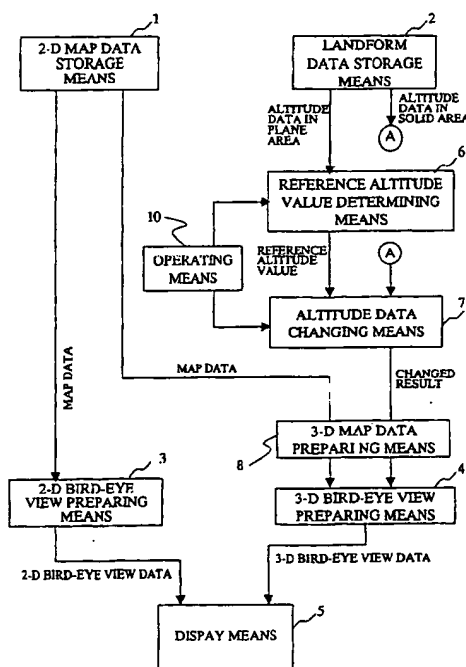 1
2-D MAP DATA
STORAGE
MEANS
2
LANDFORM
DATA STORAGE
MEANS
ALTITUDE
DATA IN
PLANE AREA
ALTITUDE
DATA IN
SOLID AREA
A
6
REFERENCE ALTITUDE
VALUE DETERMINING
MEANS
10
OPERATING
MEANS
REFERENCE
ALTITUDE
VALUE
A
7
ALTITUDE DATA
CHANGING MEANS
MAP DATA
MAP DATA
CHANGED
RESULT
8
3-D MAP DATA
PREPARING MEANS
3
2-D BIRD-EYE
VIEW PREPARING
MEANS
4
3-D BIRD-EYE VIEW
PREPARING MEANS
2-D BIRD-EYE VIEW DATA
3-D BIRD-EYE VIEW DATA
5
DISPAY MEANS